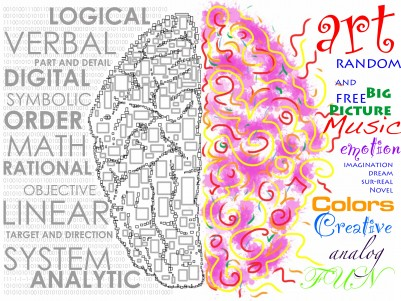 LOGICAL
VERBAL
PART AND DETAIL
DIGITAL
SYMBOLIC
ORDER
MATH
RATIONAL
OBJECTIVE
LINEAR
TARGET AND DIRECTION
SYSTEM
ANALYTIC
art
RANDOM
AND
FREE Big
PICTURE
Music
emotion
IMAGINATION
DREAM
SUR-REAL
NOVEL
Colors
Creative
analog
FUN